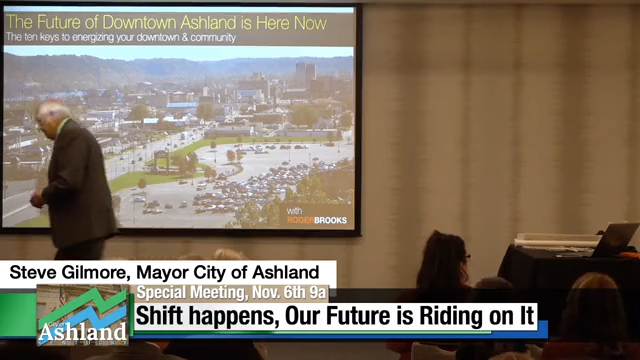 The Future of Downtown Ashland is Here Now
The ten keys to energizing your downtown & community
with
ROGERBROOKS
Steve Gilmore, Mayor City of Ashland
Special Meeting, Nov. 6th 9a
Shift happens, Our Future is Riding on It
Ashland